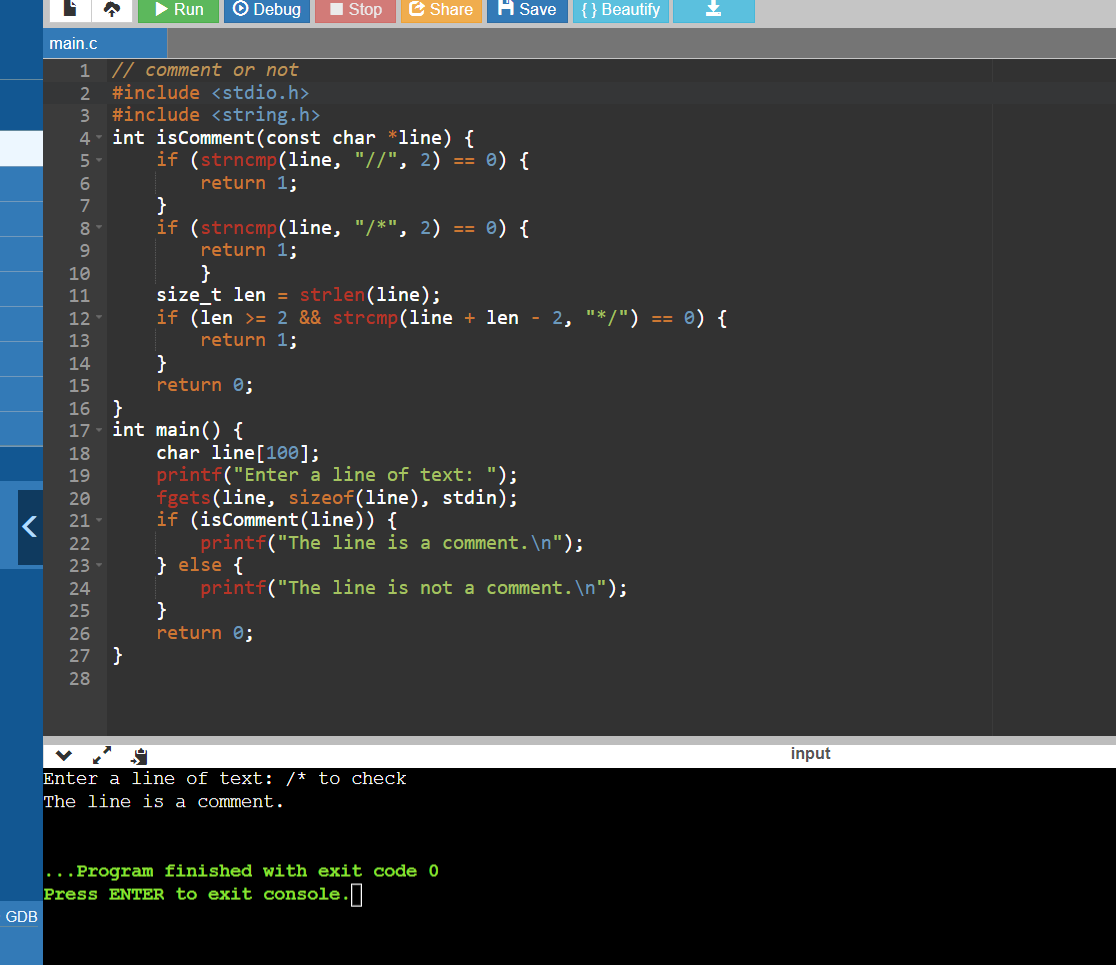 Run Debug Stop Share Save { } Beautify
main.c
1 // comment or not
2 #include <stdio.h>
3 #include <string.h>
4 int isComment(const char *line) {
5     if (strncmp(line, "//", 2) == 0) {
6         return 1;
7     }
8     if (strncmp(line, "/*", 2) == 0) {
9         return 1;
10         }
11     size_t len = strlen(line);
12     if (len >= 2 && strcmp(line + len - 2, "*/") == 0) {
13         return 1;
14     }
15     return 0;
16 }
17 int main() {
18     char line[100];
19     printf("Enter a line of text: ");
20     fgets(line, sizeof(line), stdin);
21     if (isComment(line)) {
22         printf("The line is a comment.\n");
23     } else {
24         printf("The line is not a comment.\n");
25     }
26     return 0;
27 }
28
input
Enter a line of text: /* to check
The line is a comment.
...Program finished with exit code 0
Press ENTER to exit console.
GDB